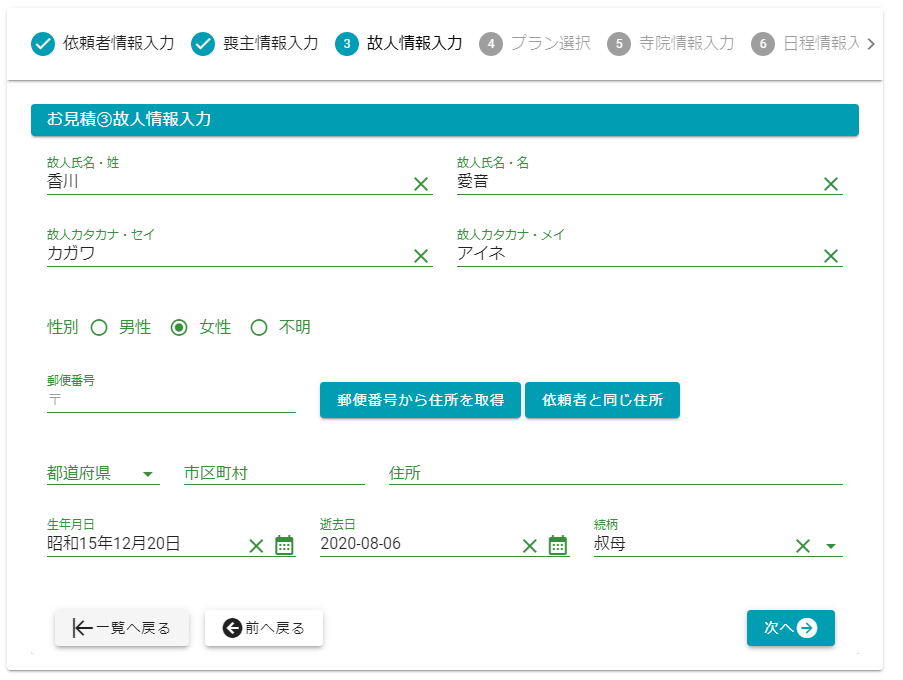 依頼者情報入力 喪主情報入力 3 故人情報入力 4 プラン選択 5 寺院情報入力 6 日程情報入
お見積③故人情報入力
故人氏名・姓 故人氏名・名
香川 愛音
故人カタカナ・セイ 故人カタカナ・メイ
カガワ アイネ
性別 男性 女性 不明
郵便番号
〒 郵便番号から住所を取得 依頼者と同じ住所
都道府県 市区町村 住所
生年月日 逝去日 続柄
昭和15年12月20日 2020-08-06 叔母
一覧へ戻る 前へ戻る 次へ